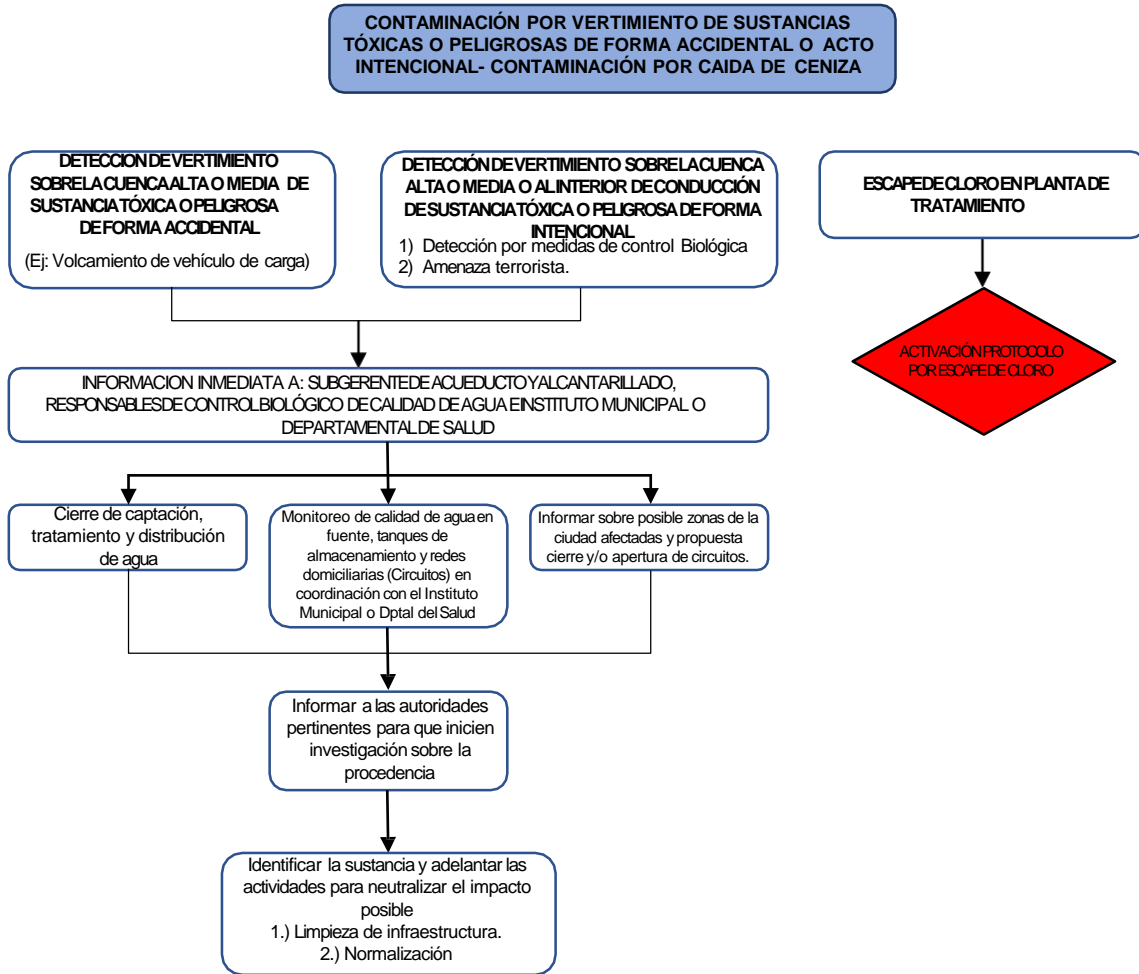 CONTAMINACIÓN POR VERTIMIENTO DE SUSTANCIAS
TÓXICAS O PELIGROSAS DE FORMA ACCIDENTAL O ACTO
INTENCIONAL- CONTAMINACIÓN POR CAIDA DE CENIZA
DETECCION DE VERTIMIENTO
SOBRE LA CUENCA ALTA O MEDIA DE
SUSTANCIA TÓXICA O PELIGROSA
DE FORMA ACCIDENTAL
(Ej: Volcamiento de vehículo de carga)
DETECCIÓN DE VERTIMIENTO SOBRE LA CUENCA
ALTA O MEDIA O AL INTERIOR DE CONDUCCIÓN
DE SUSTANCIA TÓXICA O PELIGROSA DE FORMA
INTENCIONAL
1) Detección por medidas de control Biológica
2) Amenaza terrorista.
ESCAPE DE CLORO EN PLANTA DE
TRATAMIENTO
ACTIVACIÓN PROTOCOLO
POR ESCAPE DE CLORO
INFORMACION INMEDIATA A: SUBGERENTE DE ACUEDUCTO Y ALCANTARILLADO,
RESPONSABLES DE CONTROL BIOLÓGICO DE CALIDAD DE AGUA E INSTITUTO MUNICIPAL O
DEPARTAMENTAL DE SALUD
Cierre de captación,
tratamiento y distribución
de agua
Monitoreo de calidad de agua en
fuente, tanques de
almacenamiento y redes
domiciliarias (Circuitos) en
coordinación con el Instituto
Municipal o Dptal del Salud
Informar sobre posible zonas de la
ciudad afectadas y propuesta
cierre y/o apertura de circuitos.
Informar a las autoridades
pertinentes para que inicien
investigación sobre la
procedencia
Identificar la sustancia y adelantar las
actividades para neutralizar el impacto
posible
1.) Limpieza de infraestructura.
2.) Normalización